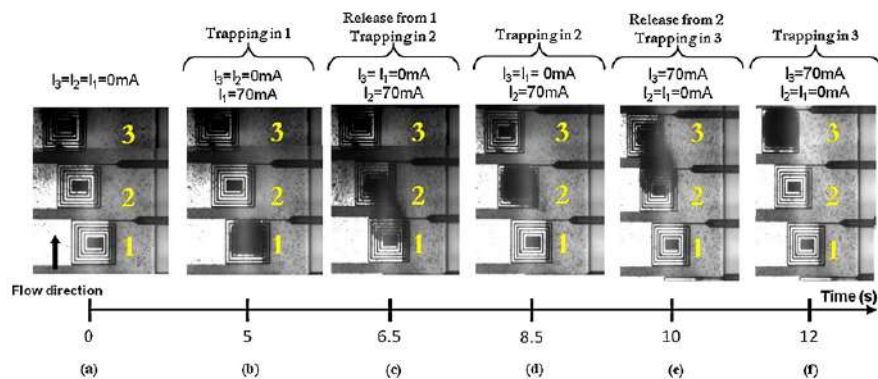 I₃=I₂=I₁=0mA
Trapping in 1
I₃=I₂=0mA
I₁=70mA
Release from 1
Trapping in 2
I₃= I₁=0mA
I₂=70mA
Trapping in 2
I₃=I₁= 0mA
I₂=70mA
Release from 2
Trapping in 3
I₃=70mA
I₂=I₁=0mA
Trapping in 3
I₃=70mA
I₂=I₁=0mA
3
2
1
3
2
1
3
2
1
3
2
1
3
2
1
3
2
1
Flow direction
Time (s)
0
5
6.5
8.5
10
12
(a)
(b)
(c)
(d)
(e)
(f)